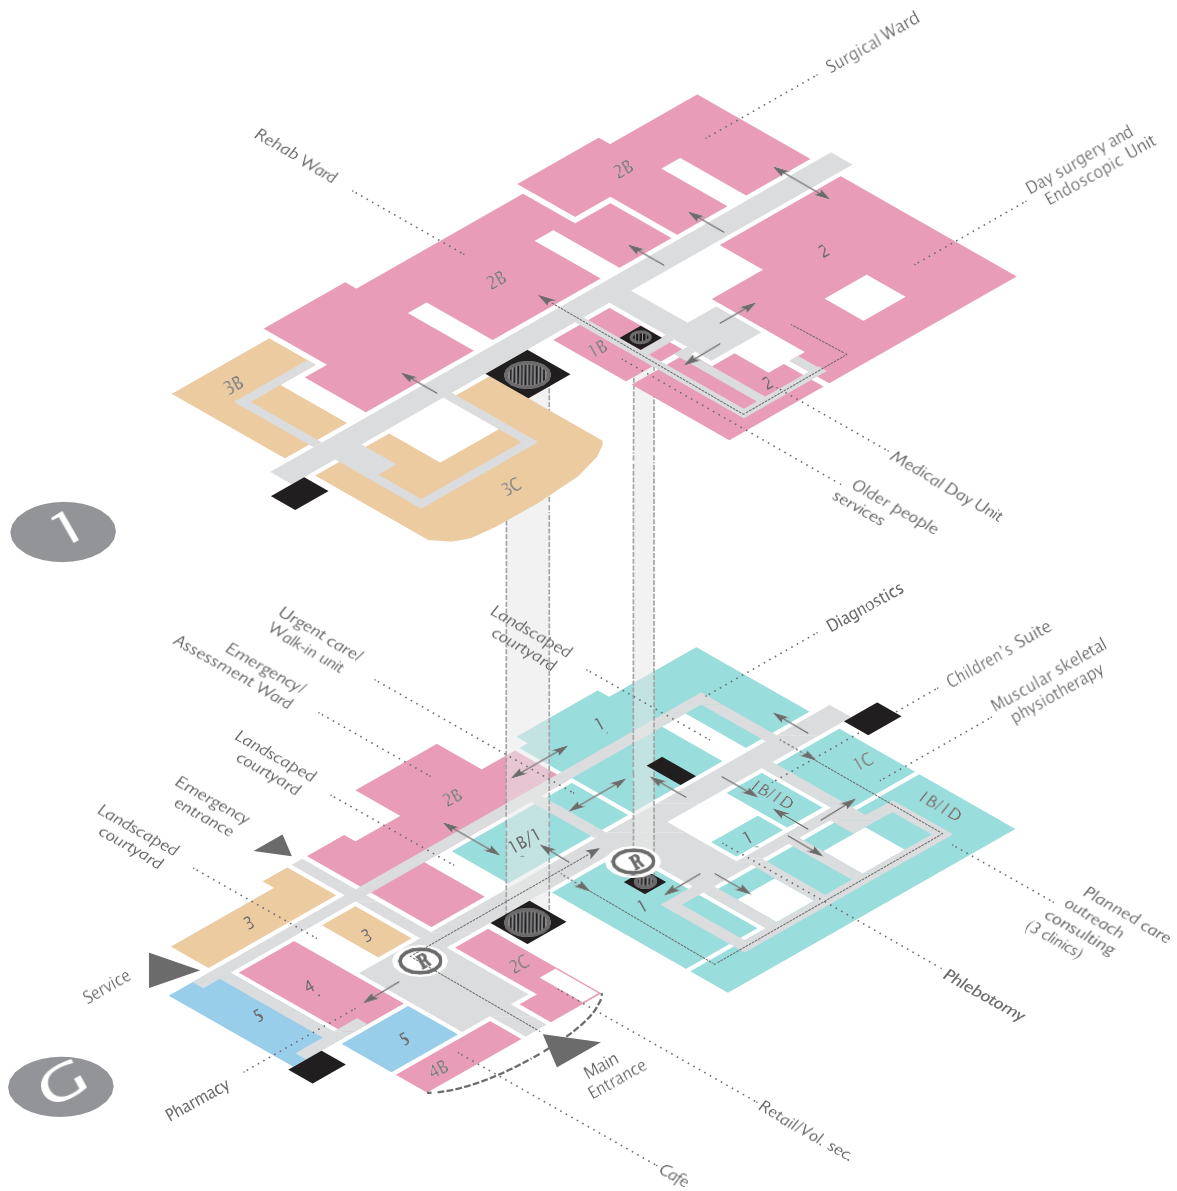 Surgical Ward
Rehab Ward
Day surgery and
Endoscopic Unit
2B
2
2B
1B
3B
2
3C
Medical Day Unit
Older people
services
1
Diagnostics
Landscaped
courtyard
Urgent care/
Walk-in unit
Children's Suite
Emergency/
Assessment Ward
Muscular skeletal
physiotherapy
Landscaped
courtyard
1
1C
Emergency
entrance
2B
1B/1D
1B/1D
Landscaped
courtyard
1B/1
1
R
1
3
3
Planned care
outreach
consulting
(3 clinics)
R
2C
Service
4
5
5
Phlebotomy
4B
Main
Entrance
G
Pharmacy
Retail/Vol. sec.
Cafe